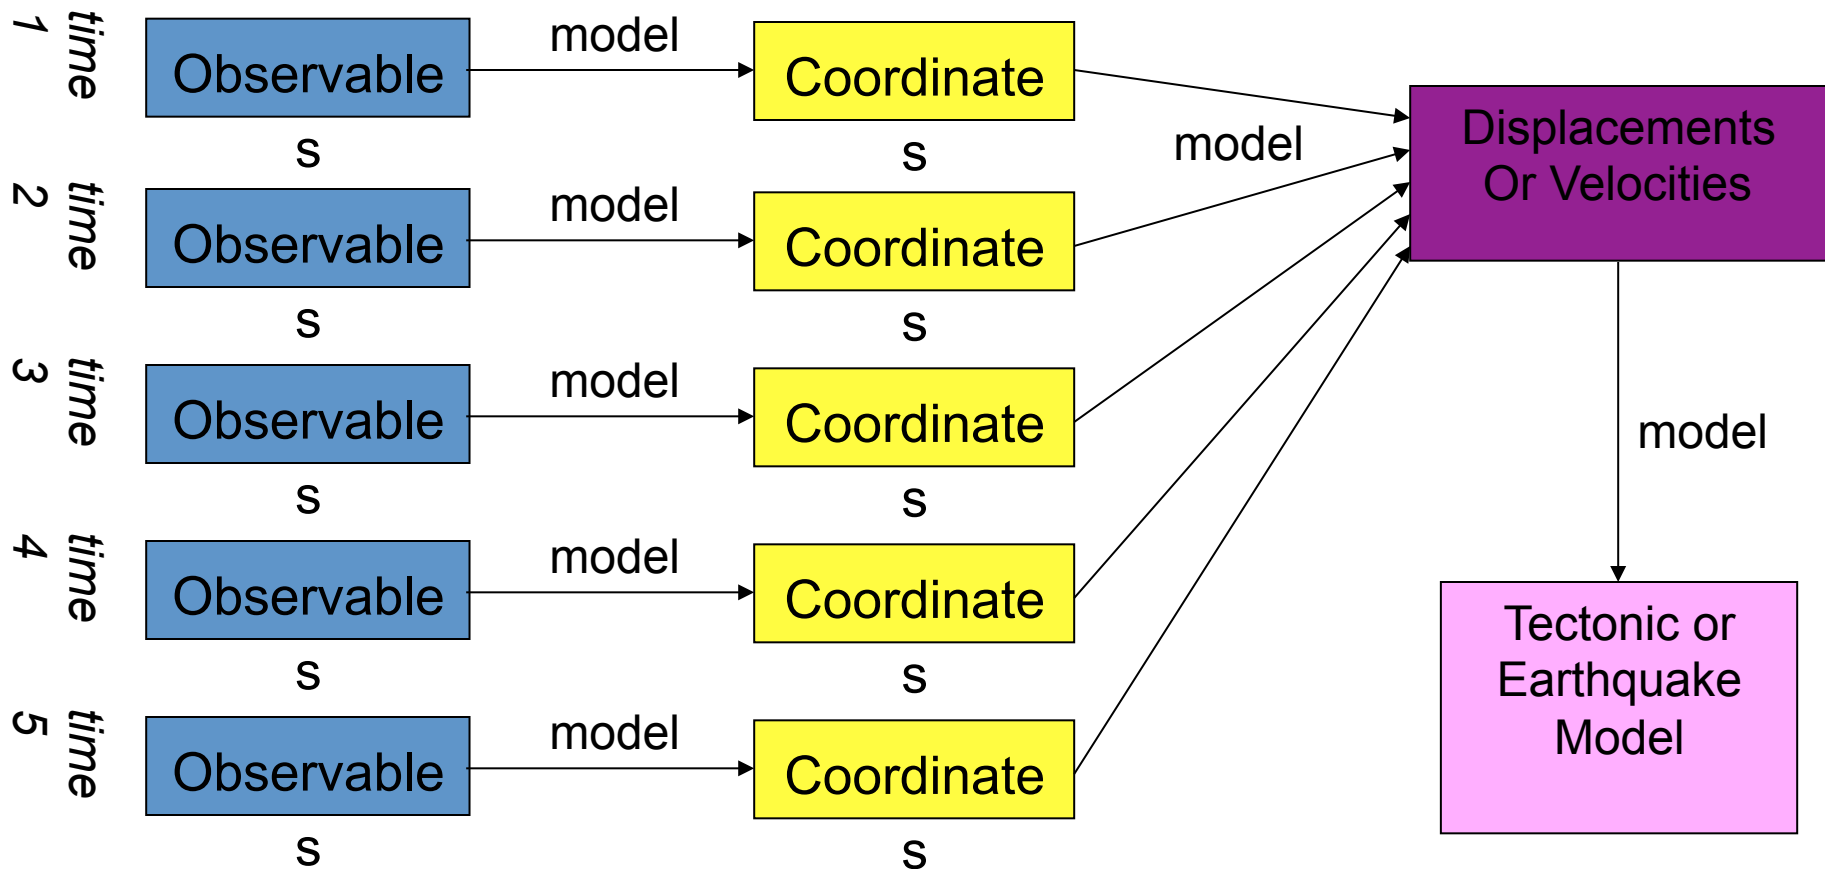 time
1
Observable
s
model
Coordinate
s
time
2
Observable
s
model
Coordinate
s
time
3
Observable
s
model
Coordinate
s
time
4
Observable
s
model
Coordinate
s
time
5
Observable
s
model
Coordinate
s
model
Displacements
Or Velocities
model
Tectonic or
Earthquake
Model